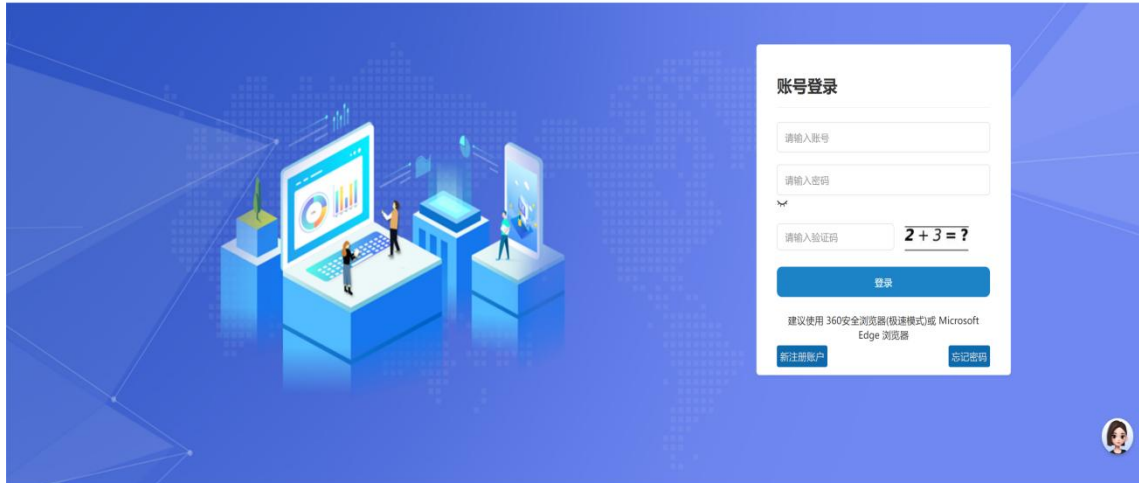 账号登录
请输入账号
请输入密码
请输入验证码
2 + 3 = ?
登录
建议使用 360安全浏览器(极速模式)或 Microsoft
Edge 浏览器
新注册账户
忘记密码